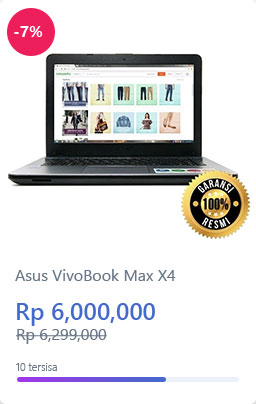 -7%
GARANSI
100%
RESMI
Asus VivoBook Max X4
Rp 6,000,000
Rp 6,299,000
10 tersisa